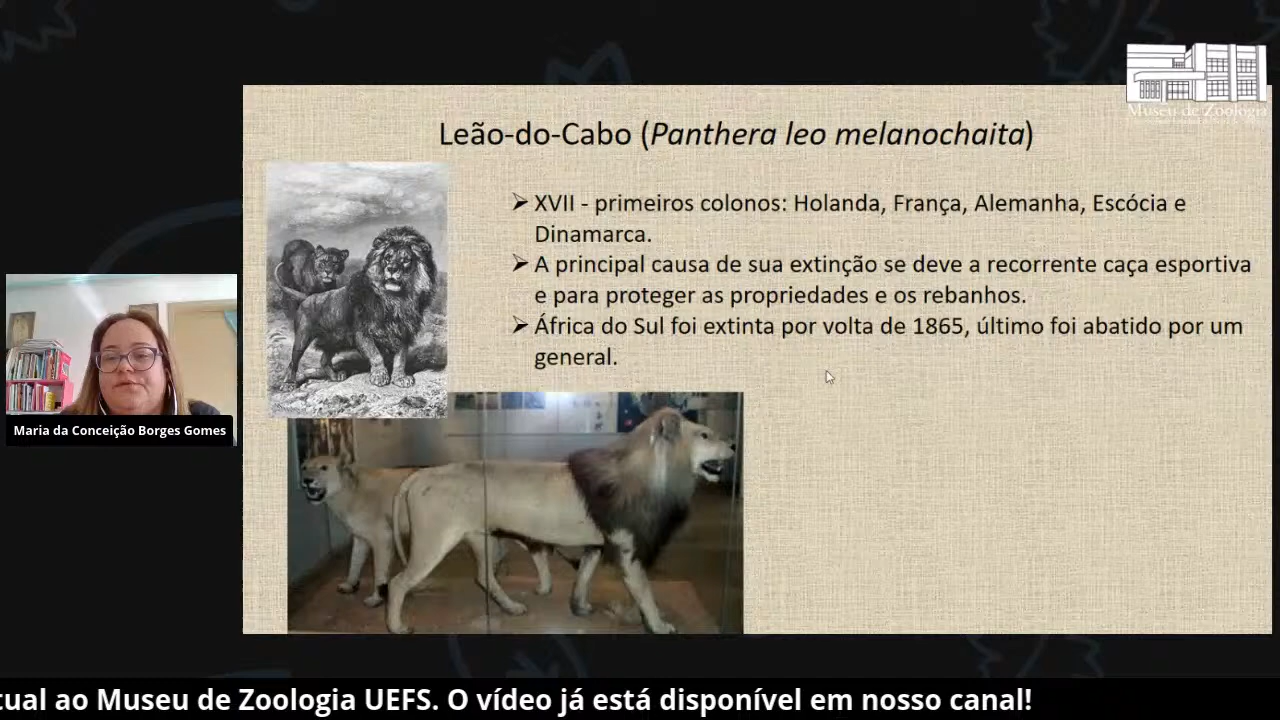 Museu de Zoologia
Leão-do-Cabo (Panthera leo melanochaita)
➢ XVII - primeiros colonos: Holanda, França, Alemanha, Escócia e
Dinamarca.
➢ A principal causa de sua extinção se deve a recorrente caça esportiva
e para proteger as propriedades e os rebanhos.
➢ África do Sul foi extinta por volta de 1865, último foi abatido por um
general.
Maria da Conceição Borges Gomes
tual ao Museu de Zoologia UEFS. O vídeo já está disponível em nosso canal!